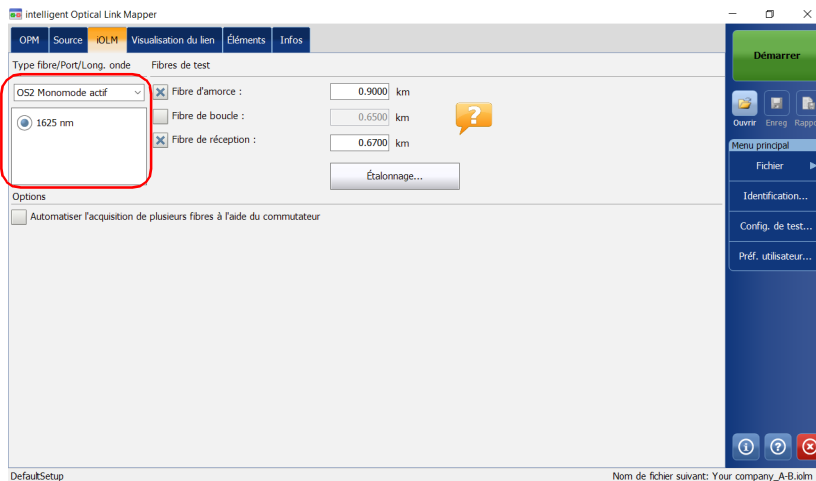 intelligent Optical Link Mapper
OPM Source iOLM Visualisation du lien Éléments Infos
Type fibre/Port/Long. onde Fibres de test
OS2 Monomode actif
1625 nm
Fibre d'amorce : 0.9000 km
Fibre de boucle : 0.6500 km
Fibre de réception : 0.6700 km
?
Étalonnage...
Options
Automatiser l'acquisition de plusieurs fibres à l'aide du commutateur
Démarrer
Ouvrir Enreg Rappo
Menu principal
Fichier
Identification...
Config. de test...
Préf. utilisateur...
DefaultSetup
Nom de fichier suivant: Your company_A-B.iolm